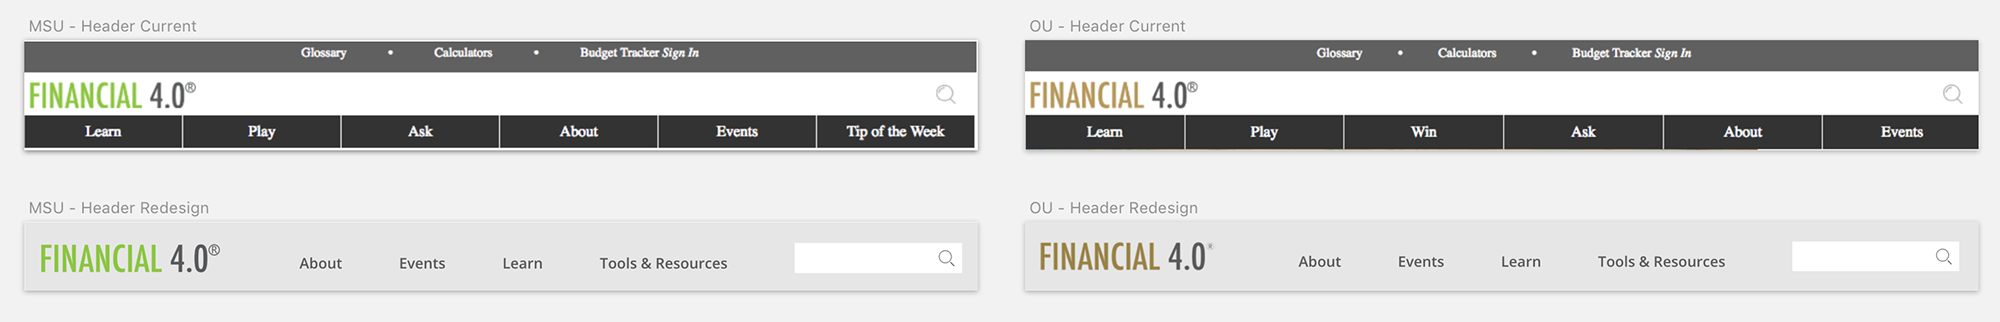 MSU - Header Current
Glossary • Calculators • Budget Tracker Sign In
FINANCIAL 4.0®
Learn Play Ask About Events Tip of the Week
OU - Header Current
Glossary • Calculators • Budget Tracker Sign In
FINANCIAL 4.0®
Learn Play Win Ask About Events
MSU - Header Redesign
FINANCIAL 4.0® About Events Learn Tools & Resources
OU - Header Redesign
FINANCIAL 4.0® About Events Learn Tools & Resources